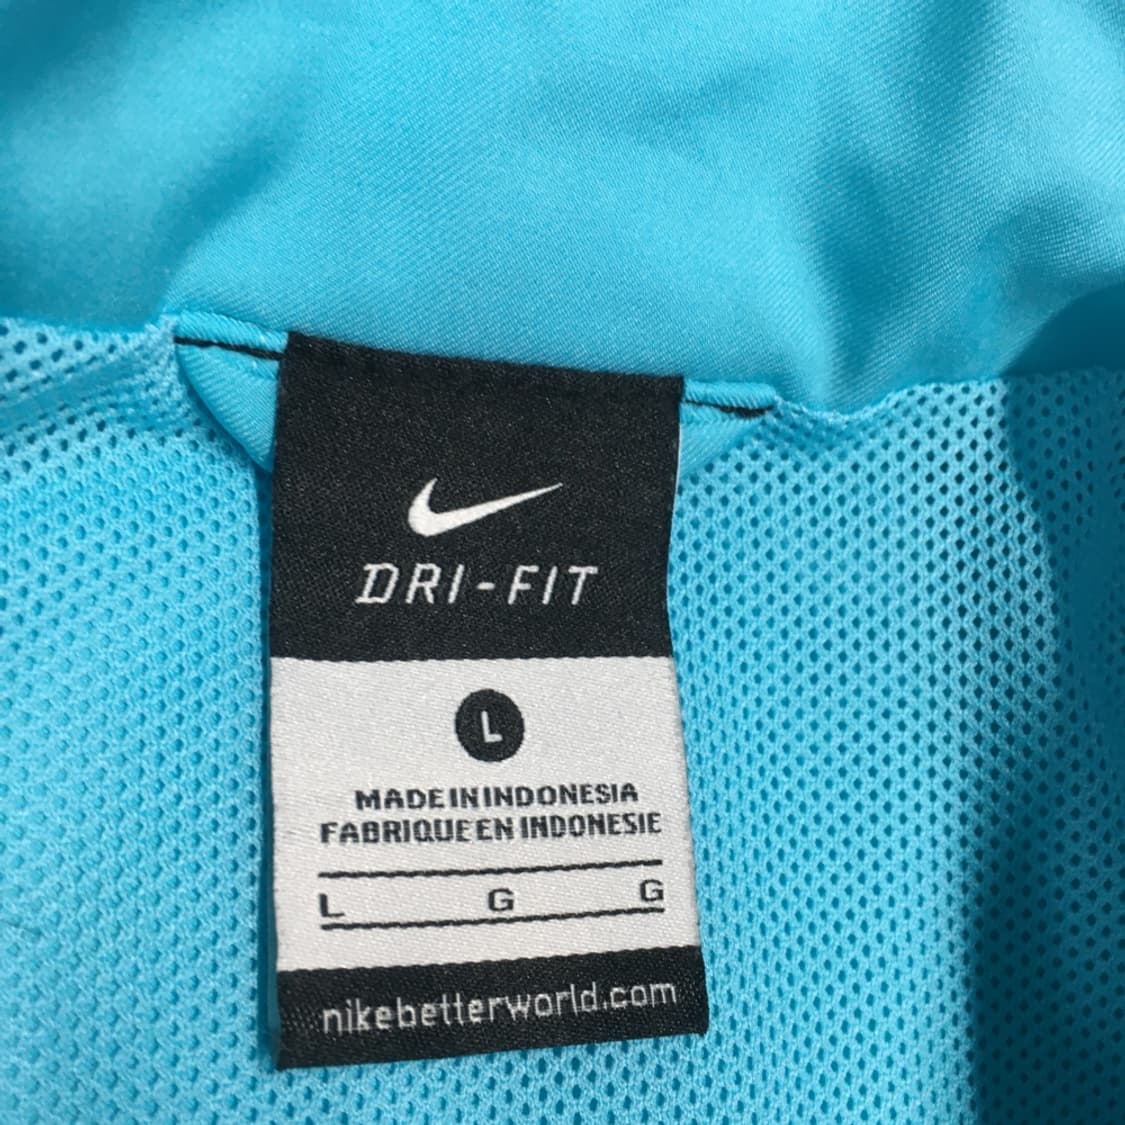 DRI-FIT
L
MADE IN INDONESIA
FABRIQUE EN INDONESIE
L G G
nikebetterworld.com